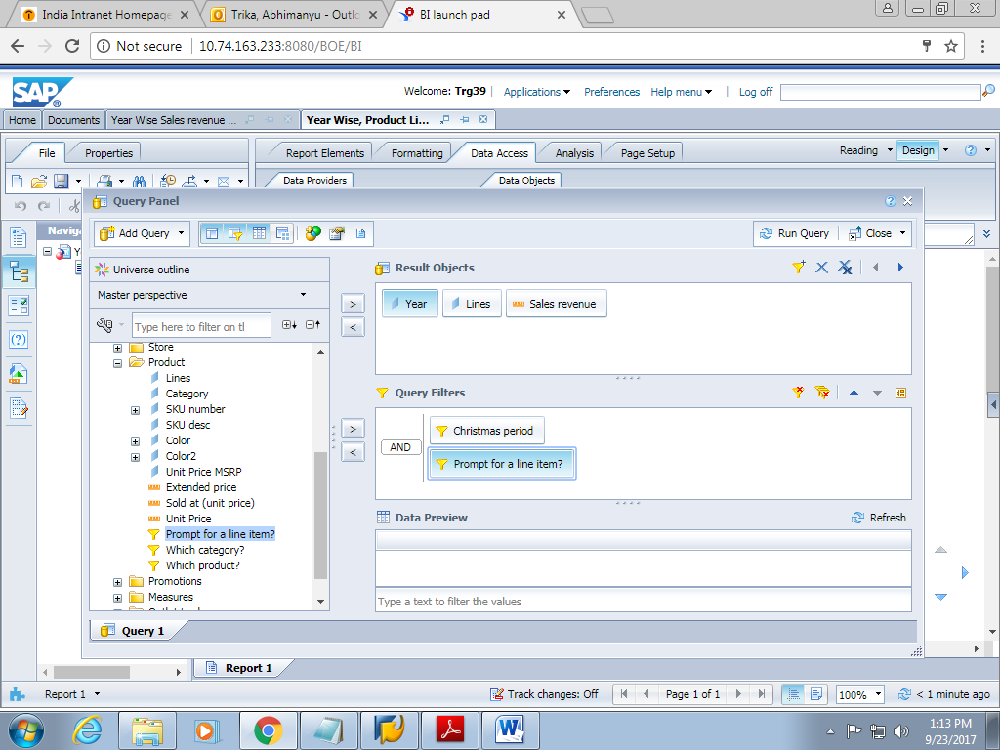 India Intranet Homepage
Trika, Abhimanyu - Outlo
BI launch pad
Not secure
10.74.163.233:8080/BOE/BI
SAP
Welcome: Trg39
Applications
Preferences
Help menu
Log off
Home
Documents
Year Wise Sales revenue ...
Year Wise, Product Li...
File
Properties
Report Elements
Formatting
Data Access
Analysis
Page Setup
Reading
Design
Data Providers
Data Objects
Query Panel
Add Query
Run Query
Close
Universe outline
Master perspective
Type here to filter on tl
Store
Product
Lines
Category
SKU number
SKU desc
Color
Color2
Unit Price MSRP
Extended price
Sold at (unit price)
Unit Price
Prompt for a line item?
Which category?
Which product?
Promotions
Measures
Result Objects
Year
Lines
Sales revenue
Query Filters
AND
Christmas period
Prompt for a line item?
Data Preview
Refresh
Type a text to filter the values
Query 1
Report 1
Report 1
Track changes: Off
Page 1 of 1
100%
< 1 minute ago
1:13 PM
9/23/2017